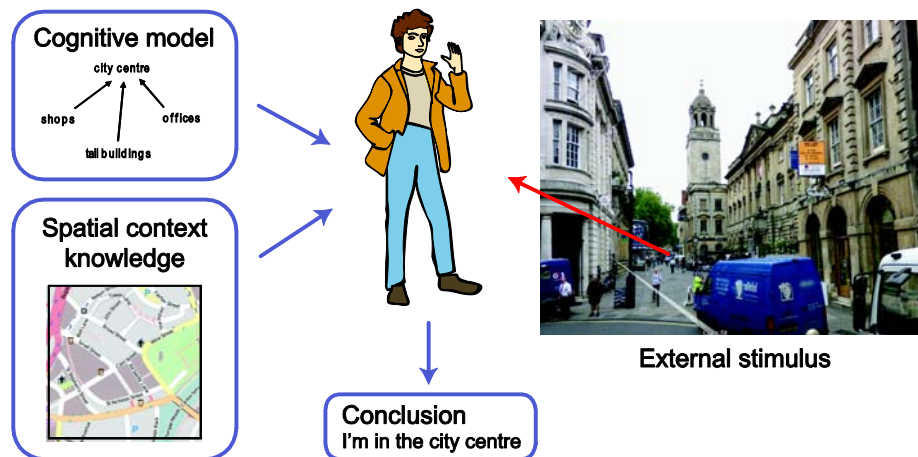 Cognitive model
city centre
shops
offices
tall buildings
Spatial context
knowledge
External stimulus
Conclusion
I'm in the city centre